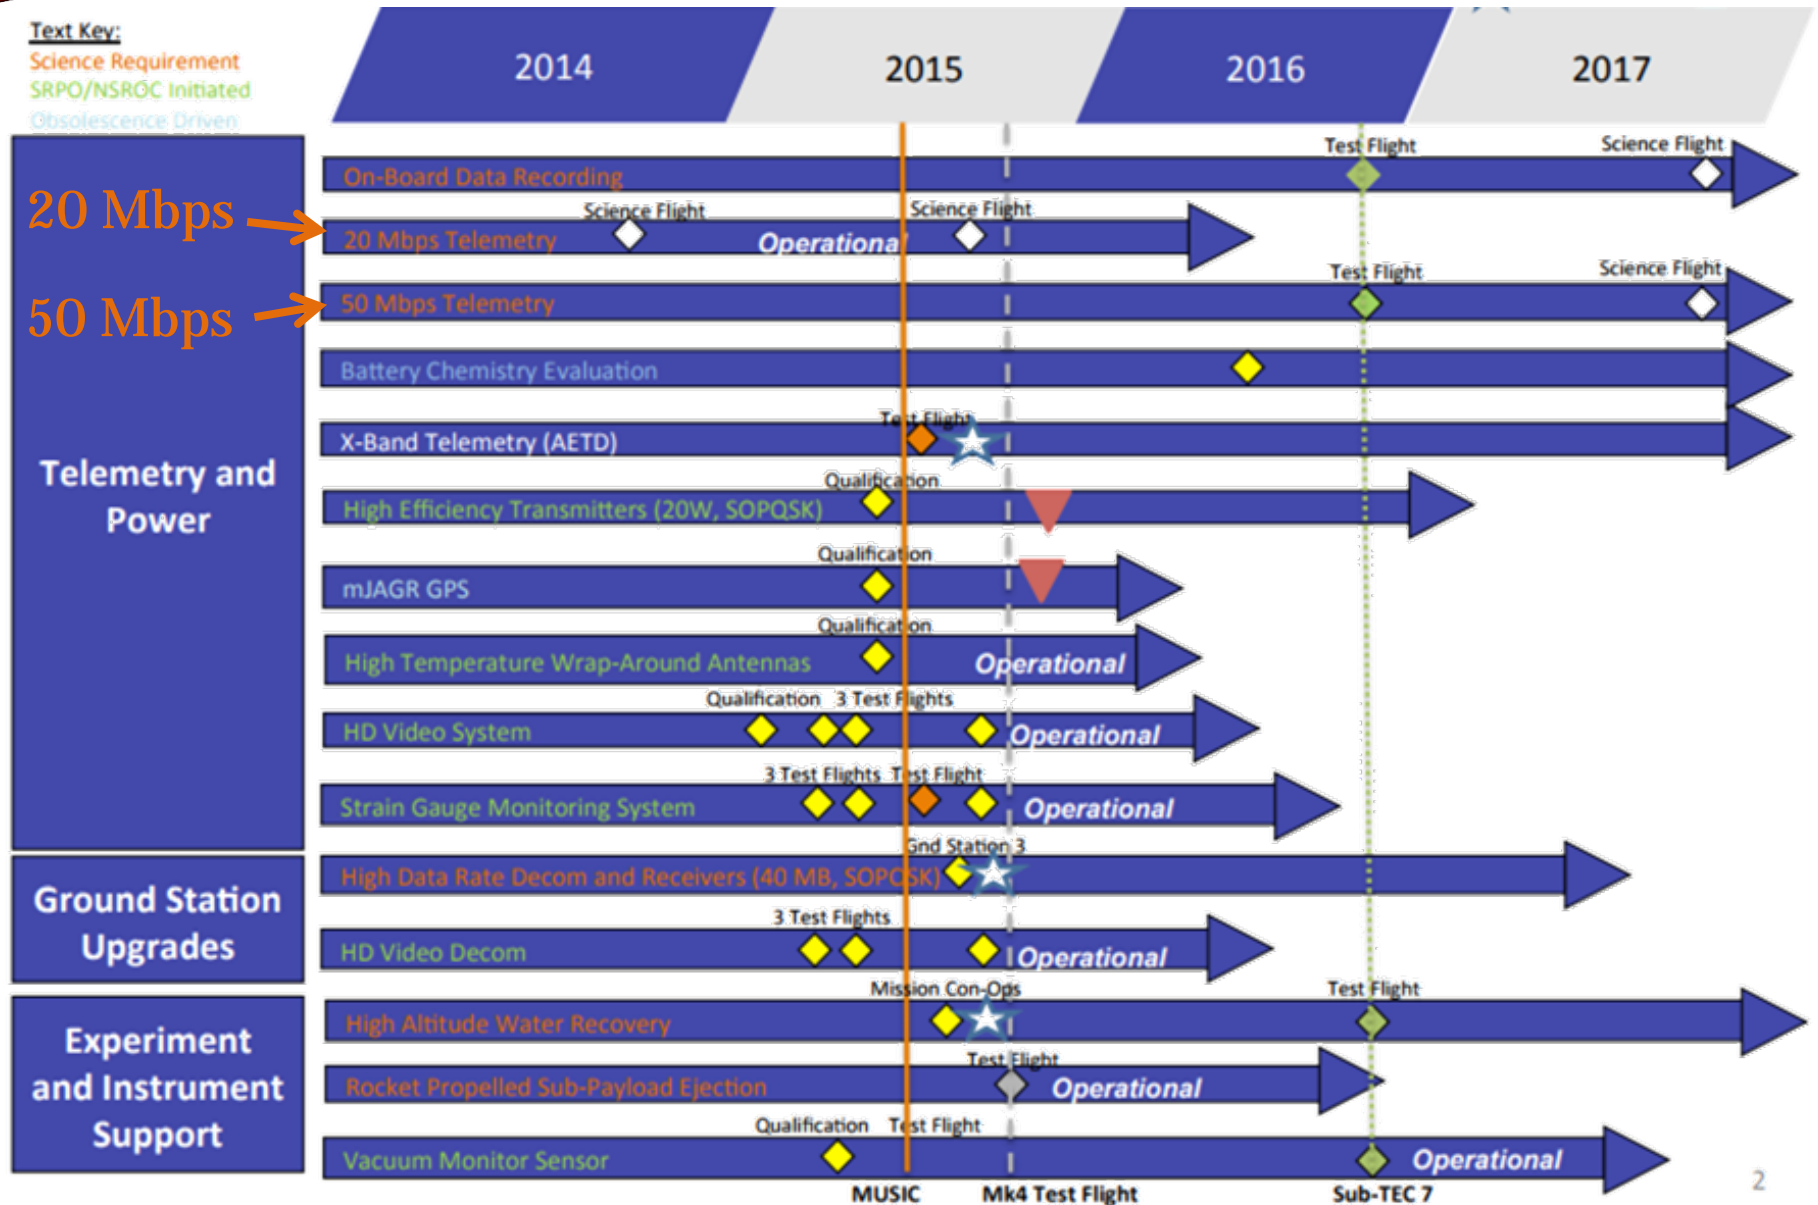 Text Key:
Science Requirement
SRPO/NSROC Initiated
Obsolescence Driven
2014
2015
2016
2017
20 Mbps
50 Mbps
Telemetry and
Power
Test Flight
Science Flight
On-Board Data Recording
Science Flight
Science Flight
20 Mbps Telemetry
Operational
Test Flight
Science Flight
50 Mbps Telemetry
Battery Chemistry Evaluation
Test Flight
X-Band Telemetry (AETD)
Qualification
High Efficiency Transmitters (20W, SOPQSK)
Qualification
mJAGR GPS
Qualification
High Temperature Wrap-Around Antennas
Operational
Qualification 3 Test Flights
HD Video System
Operational
3 Test Flights Test Flight
Strain Gauge Monitoring System
Operational
Ground Station
Upgrades
Gnd Station 3
High Data Rate Decom and Receivers (40 MB, SOPQSK)
3 Test Flights
HD Video Decom
Operational
Experiment
and Instrument
Support
Mission Con-Ops
Test Flight
High Altitude Water Recovery
Test Flight
Rocket Propelled Sub-Payload Ejection
Operational
Qualification Test Flight
Vacuum Monitor Sensor
Operational
MUSIC
Mk4 Test Flight
Sub-TEC 7
2